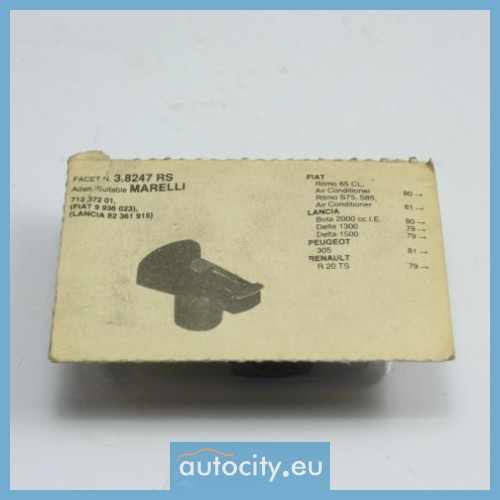 FACET N. 3.8247 RS
Adatt./Suitable MARELLI
712 372 01,
(FIAT 9 936 023),
(LANCIA 82 361 915)
FIAT
Ritmo 65 CL,
Air Conditioner 80→
Ritmo S75, S85,
Air Conditioner 81→
LANCIA
Beta 2000 cc I.E. 80→
Delta 1300 79→
Delta 1500 79→
PEUGEOT
305 81→
RENAULT
R 20 TS 79→
autocity.eu